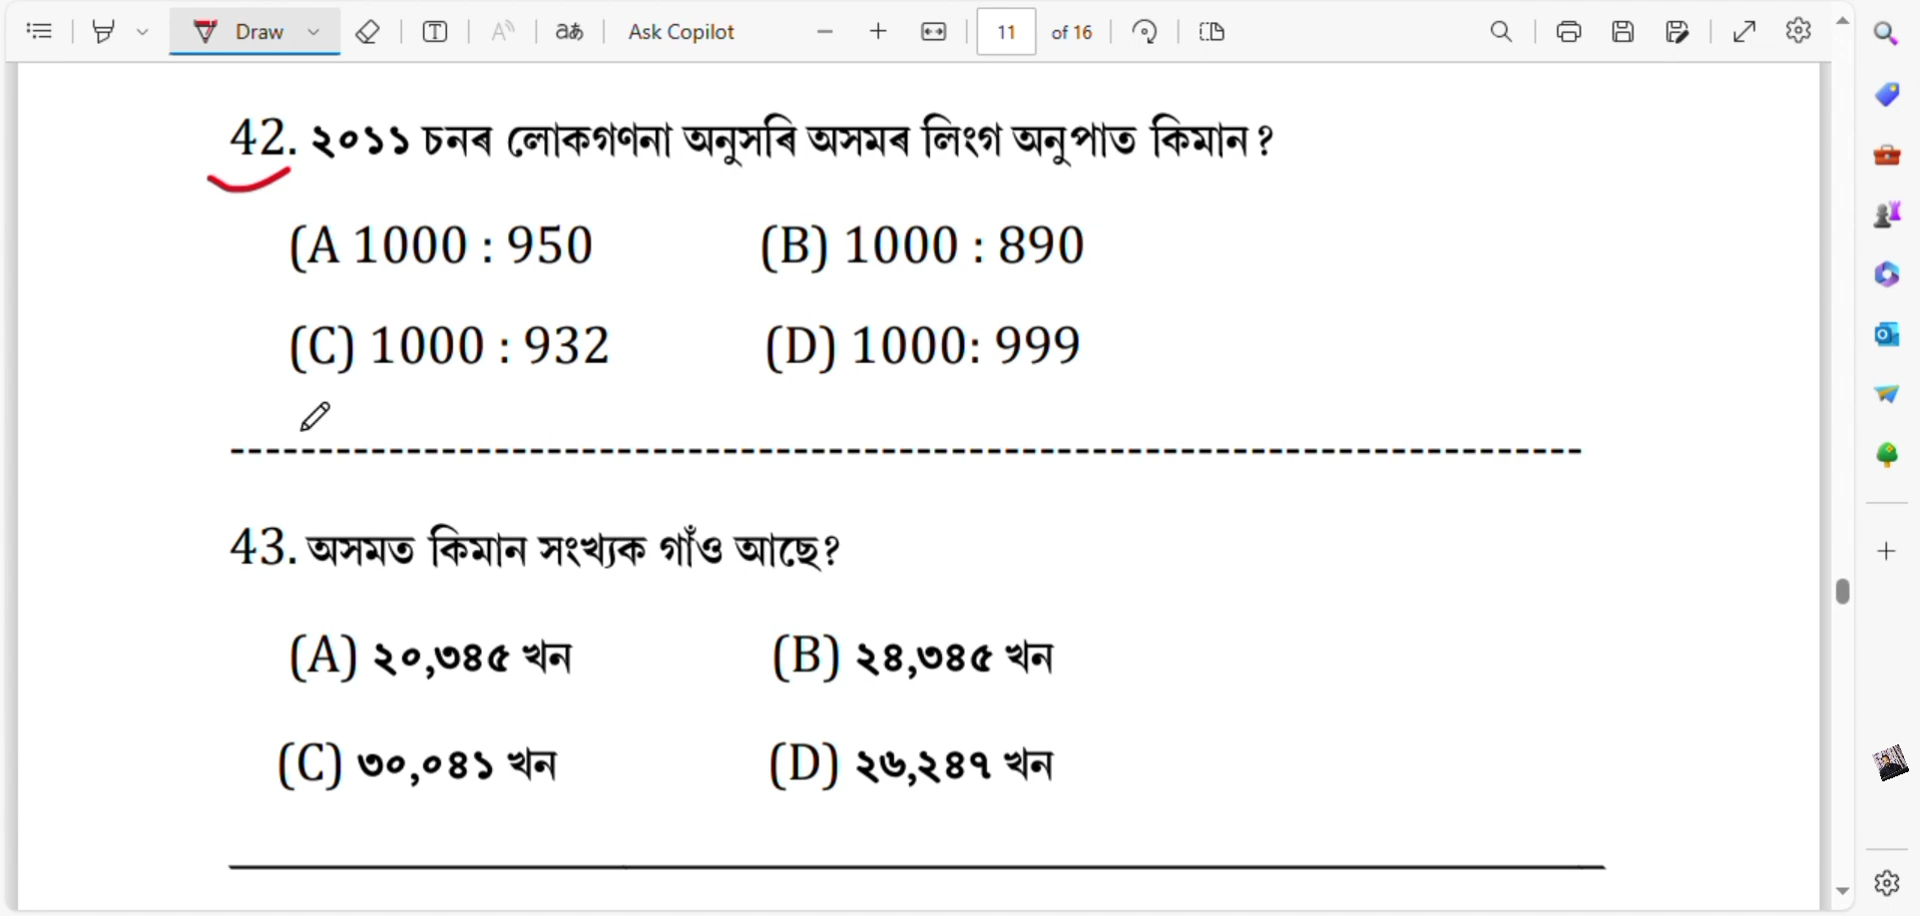 Draw
aあ
Ask Copilot
11 of 16
42. ২০১১ চনৰ লোকগণনা অনুসৰি অসমৰ লিংগ অনুপাত কিমান?
(A 1000 : 950 (B) 1000 : 890
(C) 1000 : 932 (D) 1000: 999
43. অসমত কিমান সংখ্যক গাঁও আছে?
(A) ২০,৩৪৫ খন (B) ২৪,৩৪৫ খন
(C) ৩০,০৪১ খন (D) ২৬,২৪৭ খন